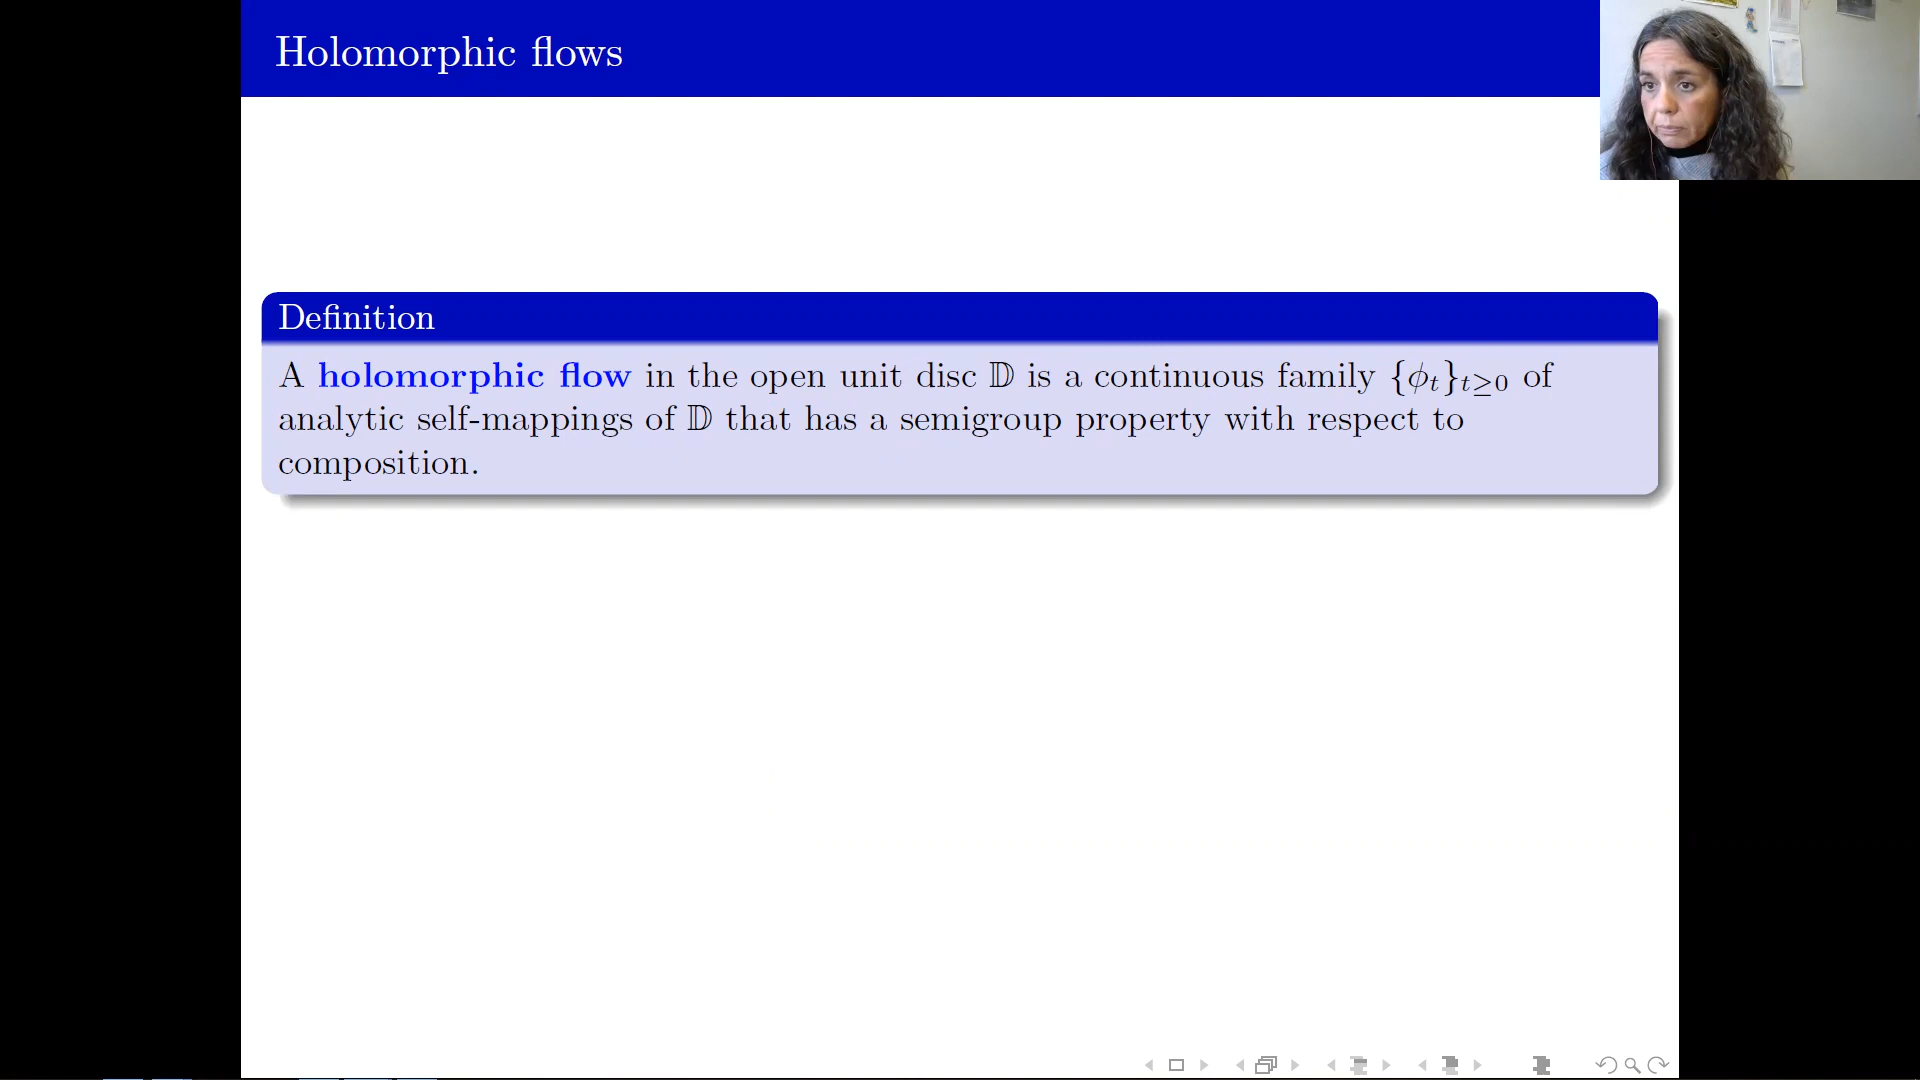 Holomorphic flows
Definition
A holomorphic flow in the open unit disc 𝔻 is a continuous family {ϕₜ}ₜ≥₀ of
analytic self-mappings of 𝔻 that has a semigroup property with respect to
composition.